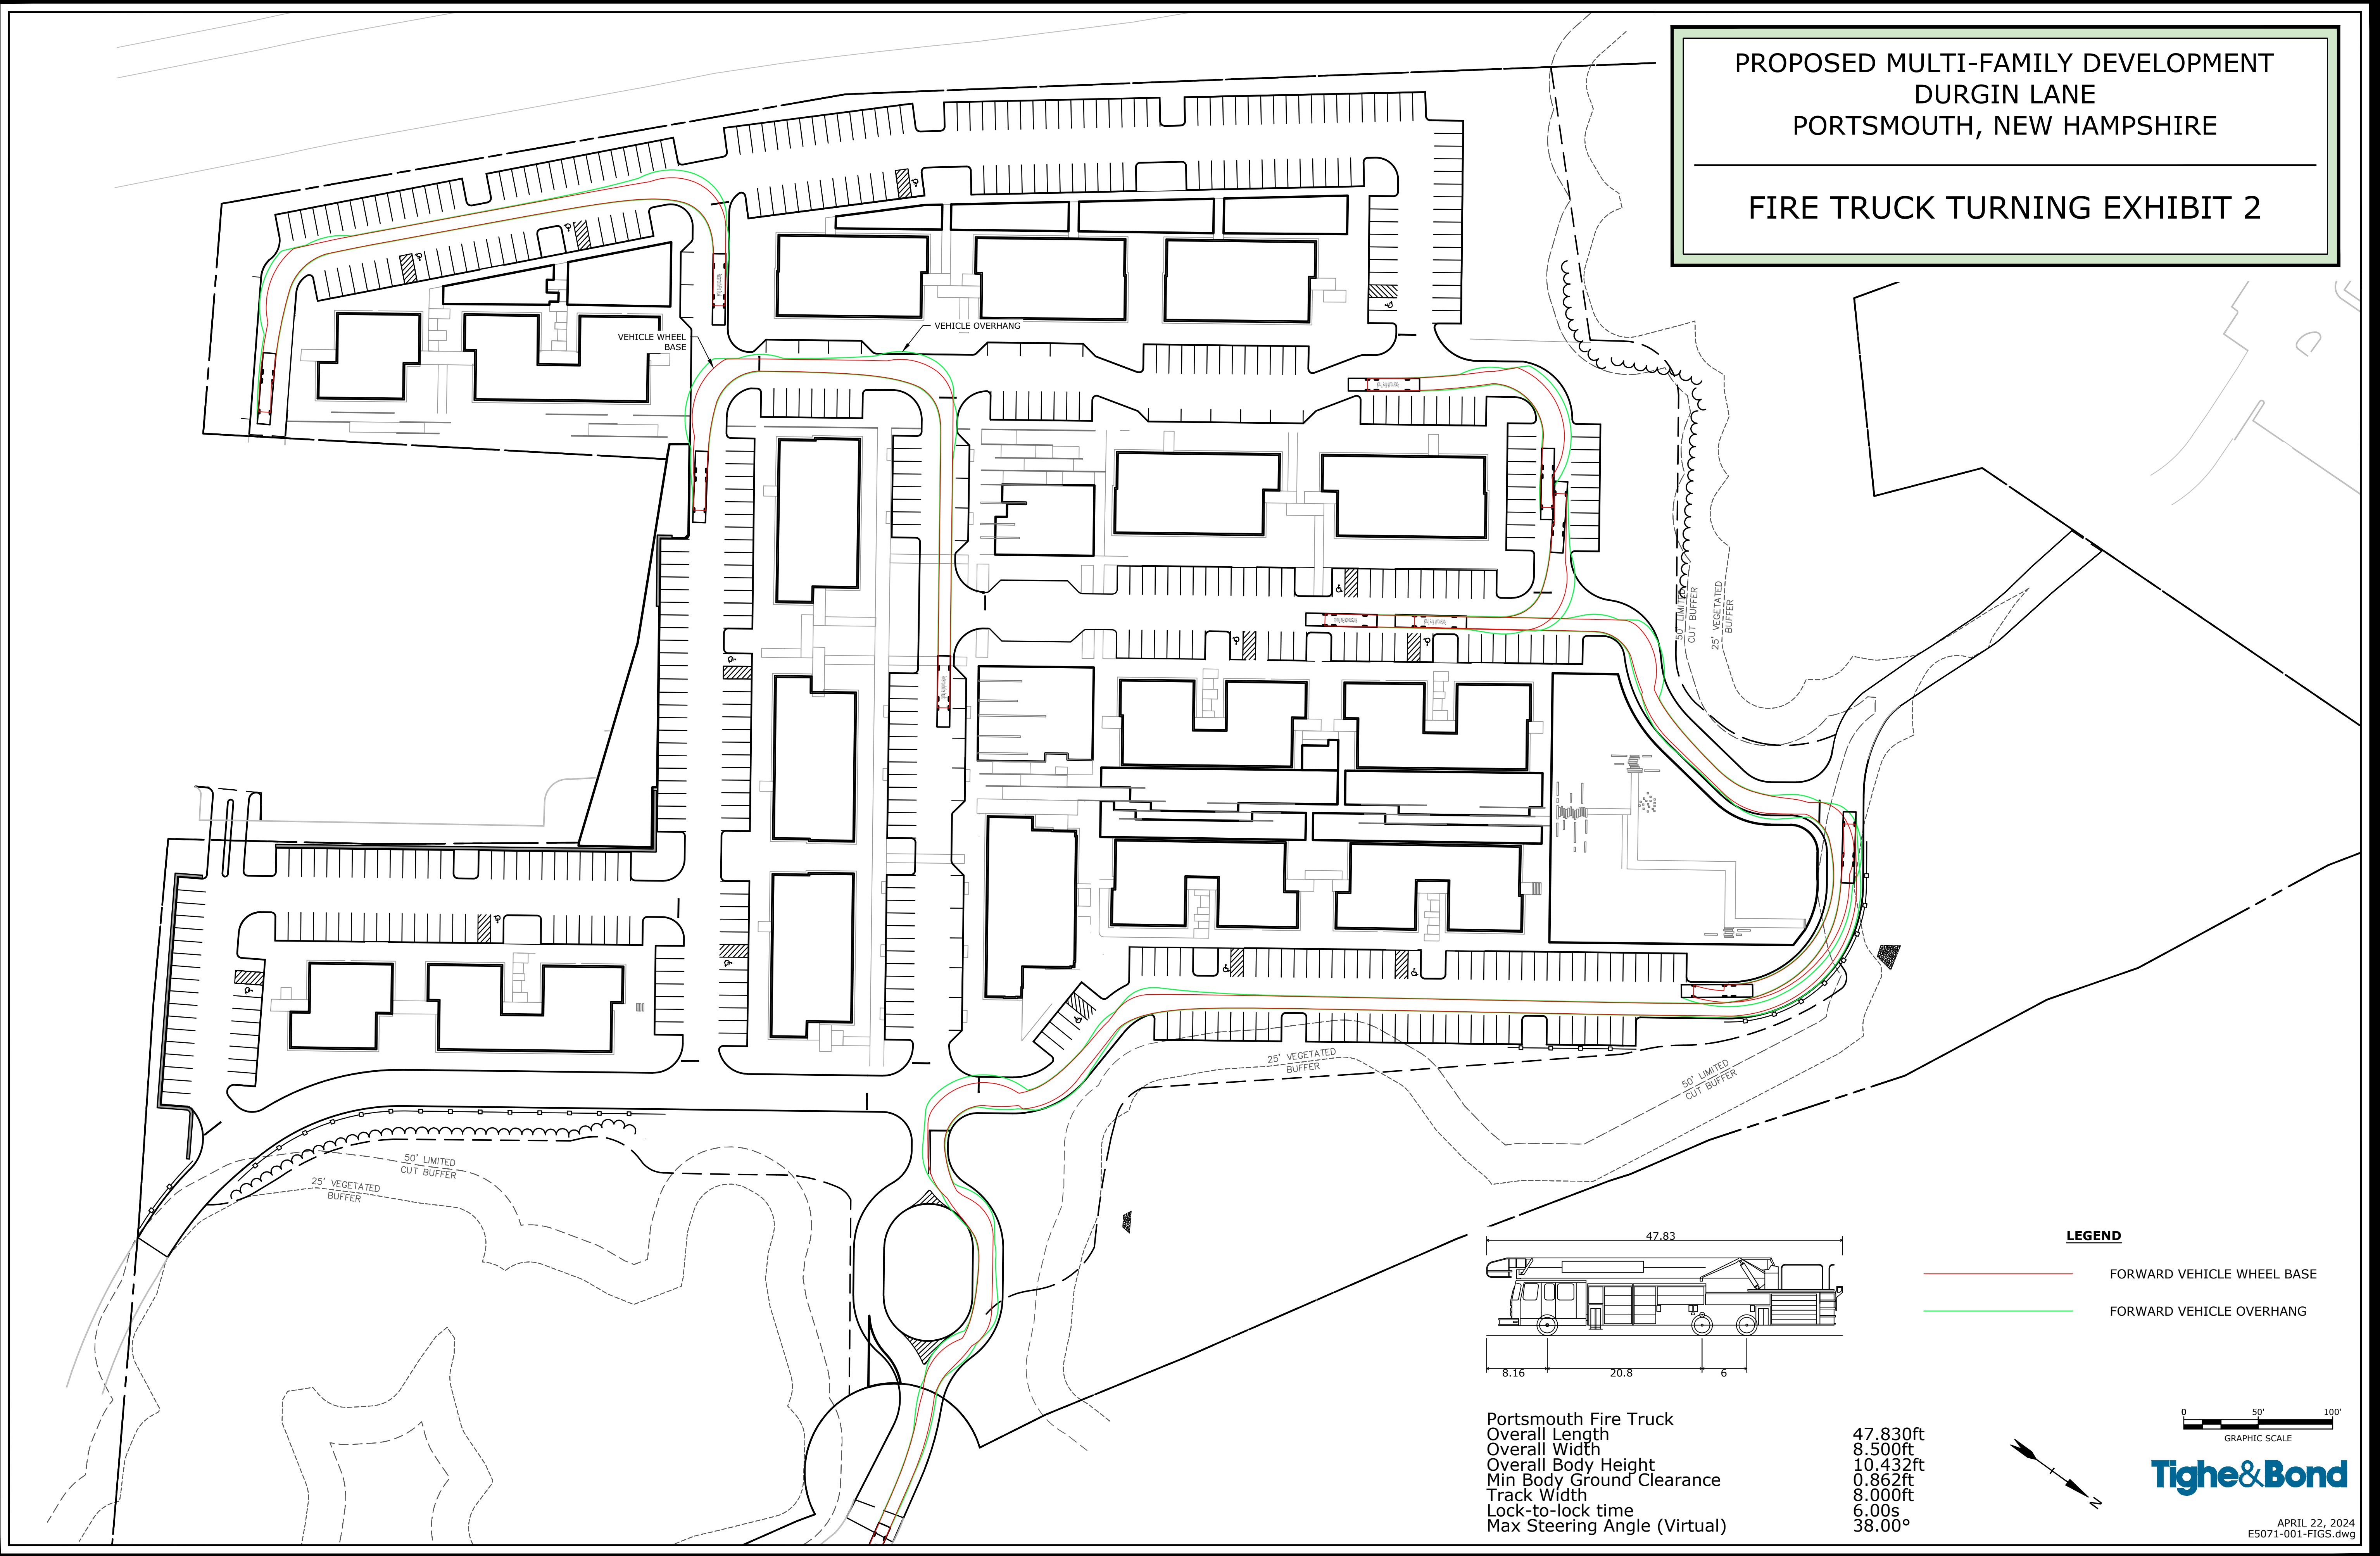 PROPOSED MULTI-FAMILY DEVELOPMENT
DURGIN LANE
PORTSMOUTH, NEW HAMPSHIRE
FIRE TRUCK TURNING EXHIBIT 2
VEHICLE OVERHANG
VEHICLE WHEEL
BASE
50' LIMITED
CUT BUFFER
25' VEGETATED
BUFFER
25' VEGETATED
BUFFER
50' LIMITED
CUT BUFFER
50' LIMITED
CUT BUFFER
25' VEGETATED
BUFFER
47.83
8.16
20.8
6
LEGEND
FORWARD VEHICLE WHEEL BASE
FORWARD VEHICLE OVERHANG
Portsmouth Fire Truck
Overall Length 47.830ft
Overall Width 8.500ft
Overall Body Height 10.432ft
Min Body Ground Clearance 0.862ft
Track Width 8.000ft
Lock-to-lock time 6.00s
Max Steering Angle (Virtual) 38.00°
N
0 50' 100'
GRAPHIC SCALE
Tighe&Bond
APRIL 22, 2024
E5071-001-FIGS.dwg